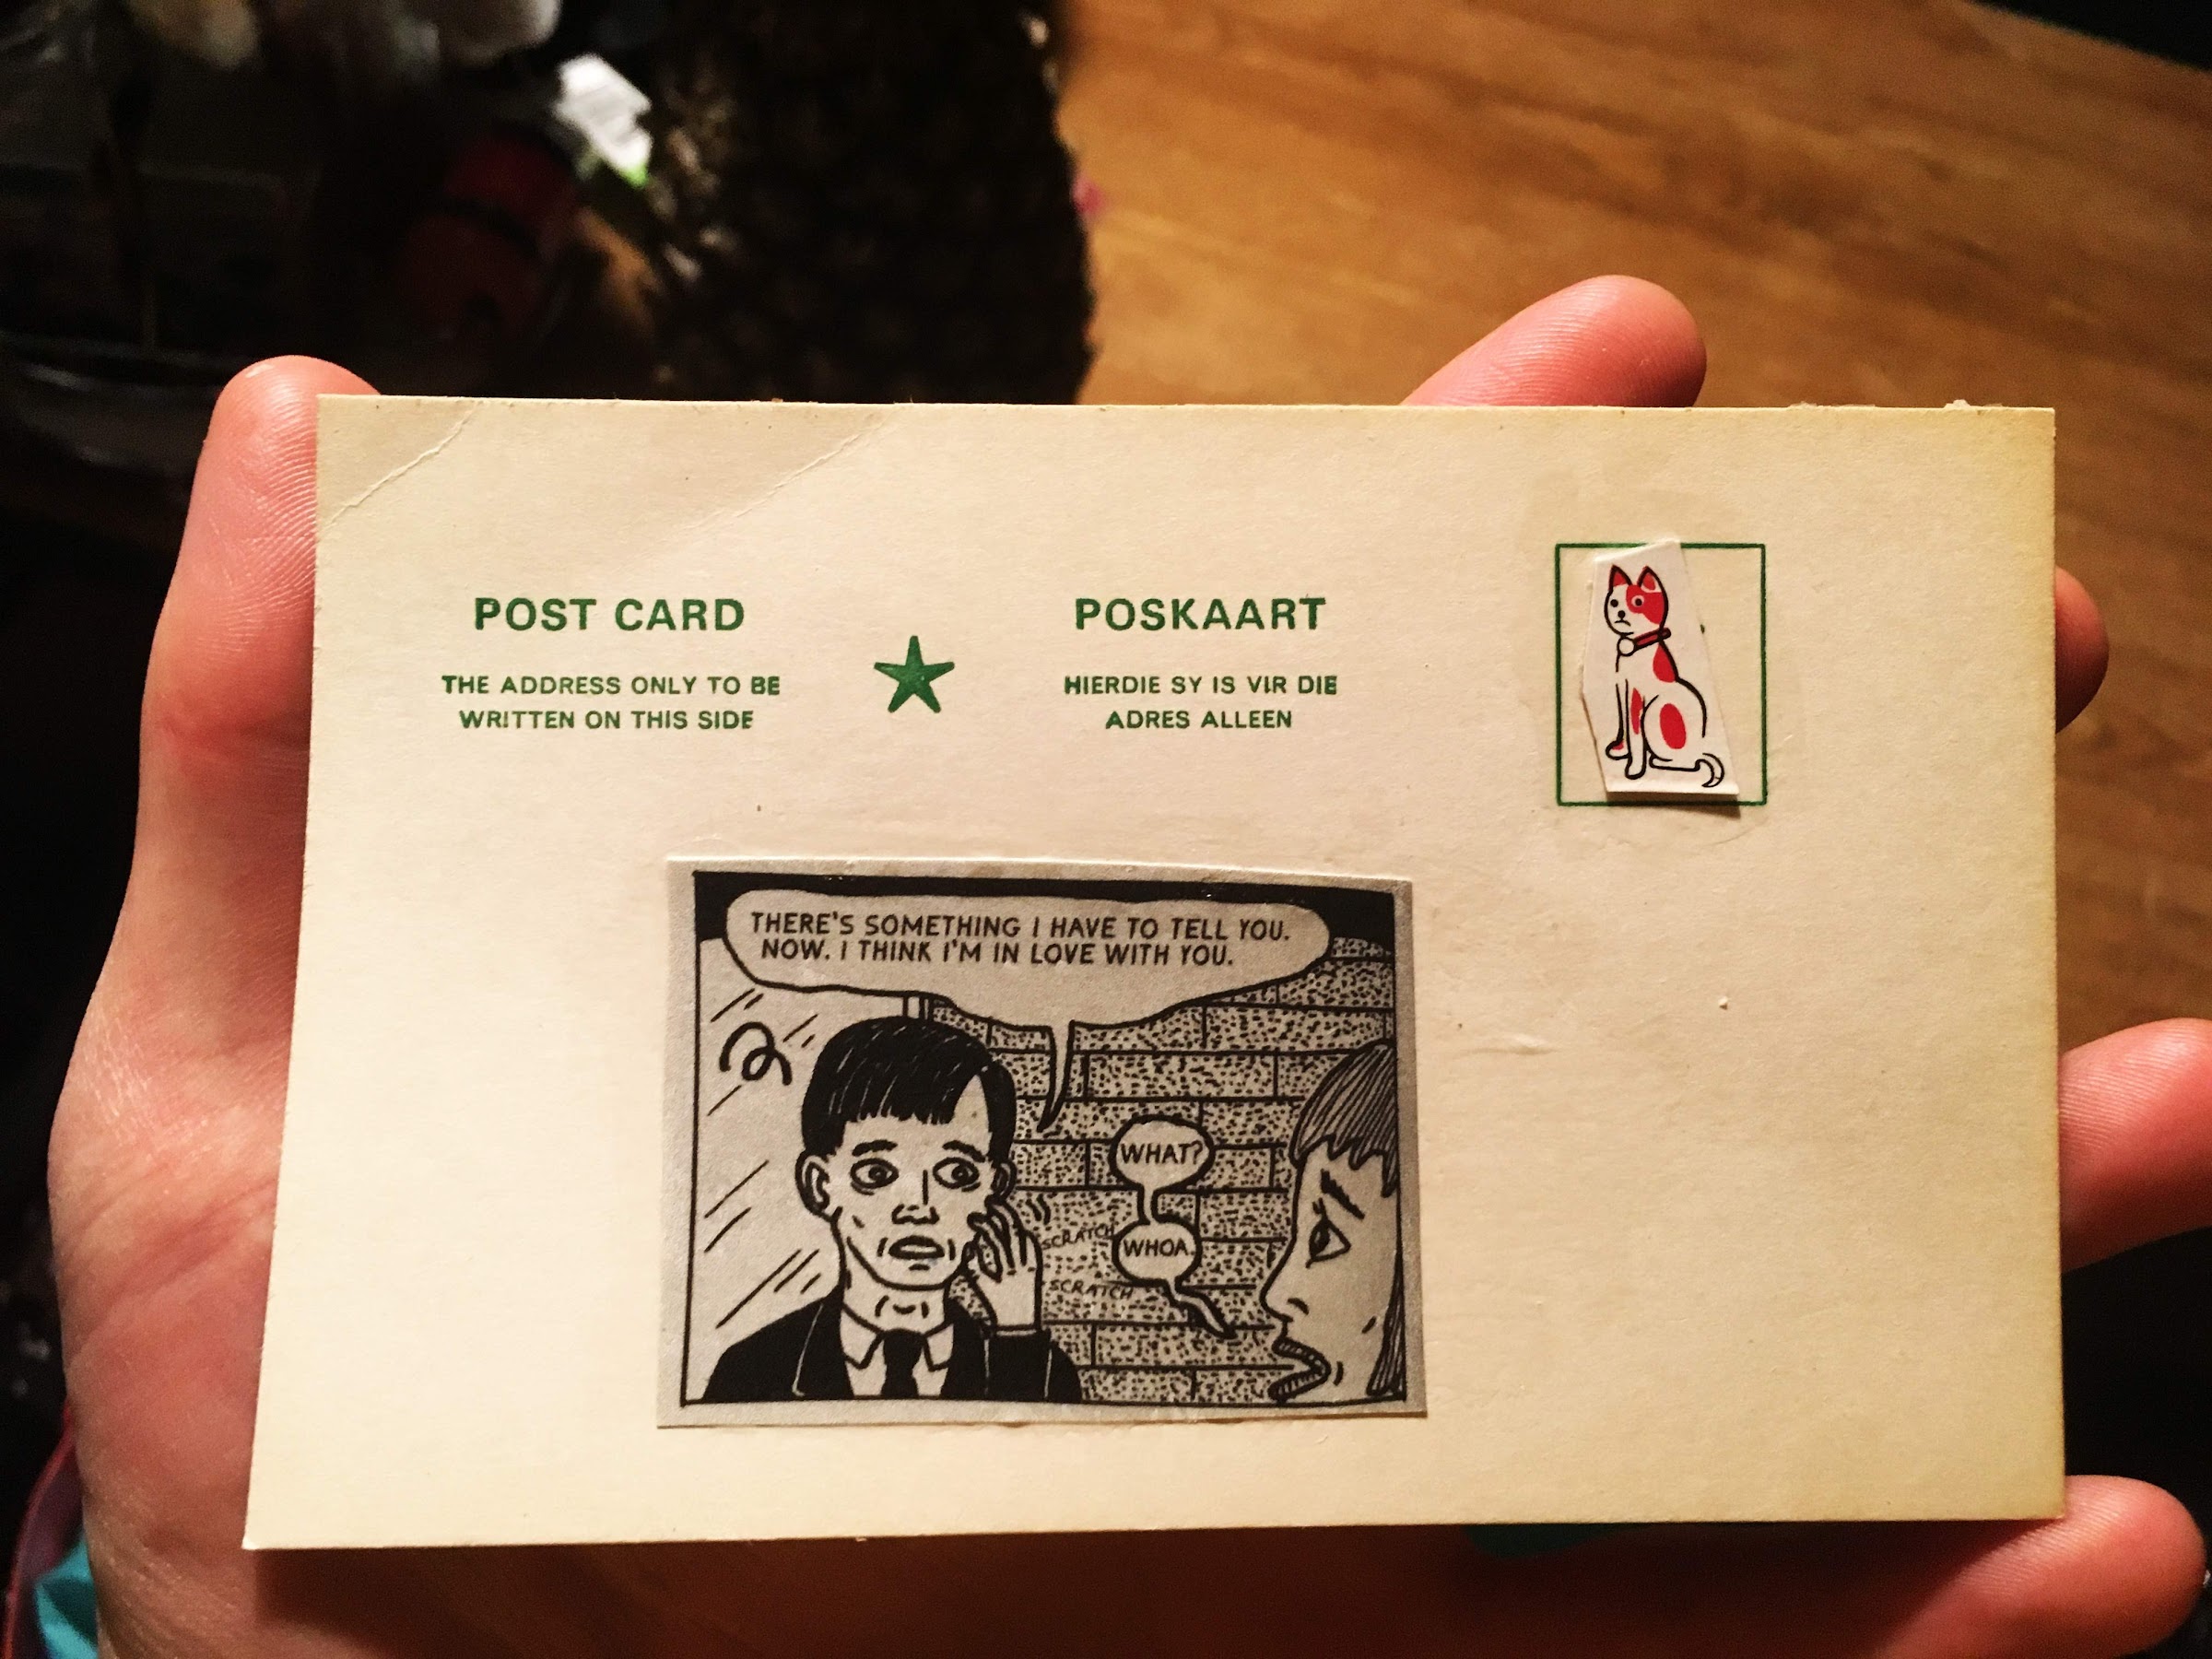 POST CARD
THE ADDRESS ONLY TO BE
WRITTEN ON THIS SIDE
POSKAART
HIERDIE SY IS VIR DIE
ADRES ALLEEN
THERE'S SOMETHING I HAVE TO TELL YOU.
NOW. I THINK I'M IN LOVE WITH YOU.
WHAT?
SCRATCH
WHOA.
SCRATCH